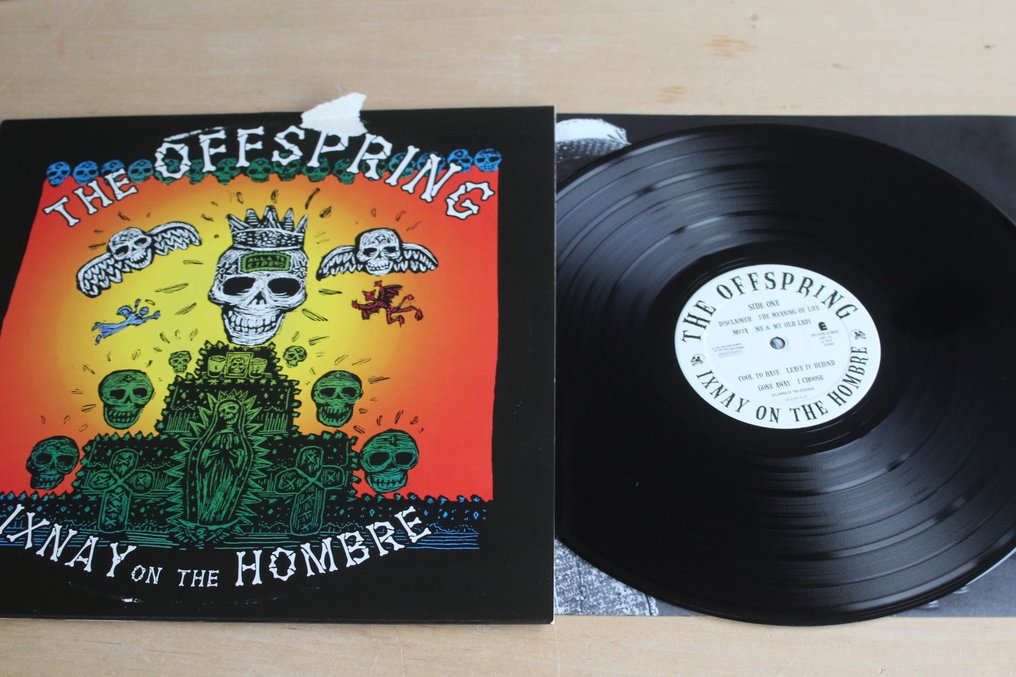 THE OFFSPRING
IXNAY ON THE HOMBRE
THE OFFSPRING
SIDE ONE
DISCLAIMER THE MEANING OF LIFE
MOTA ME & MY OLD LADY
COOL TO HATE LEAVE IT BEHIND
GONE AWAY I CHOOSE
IXNAY ON THE HOMBRE